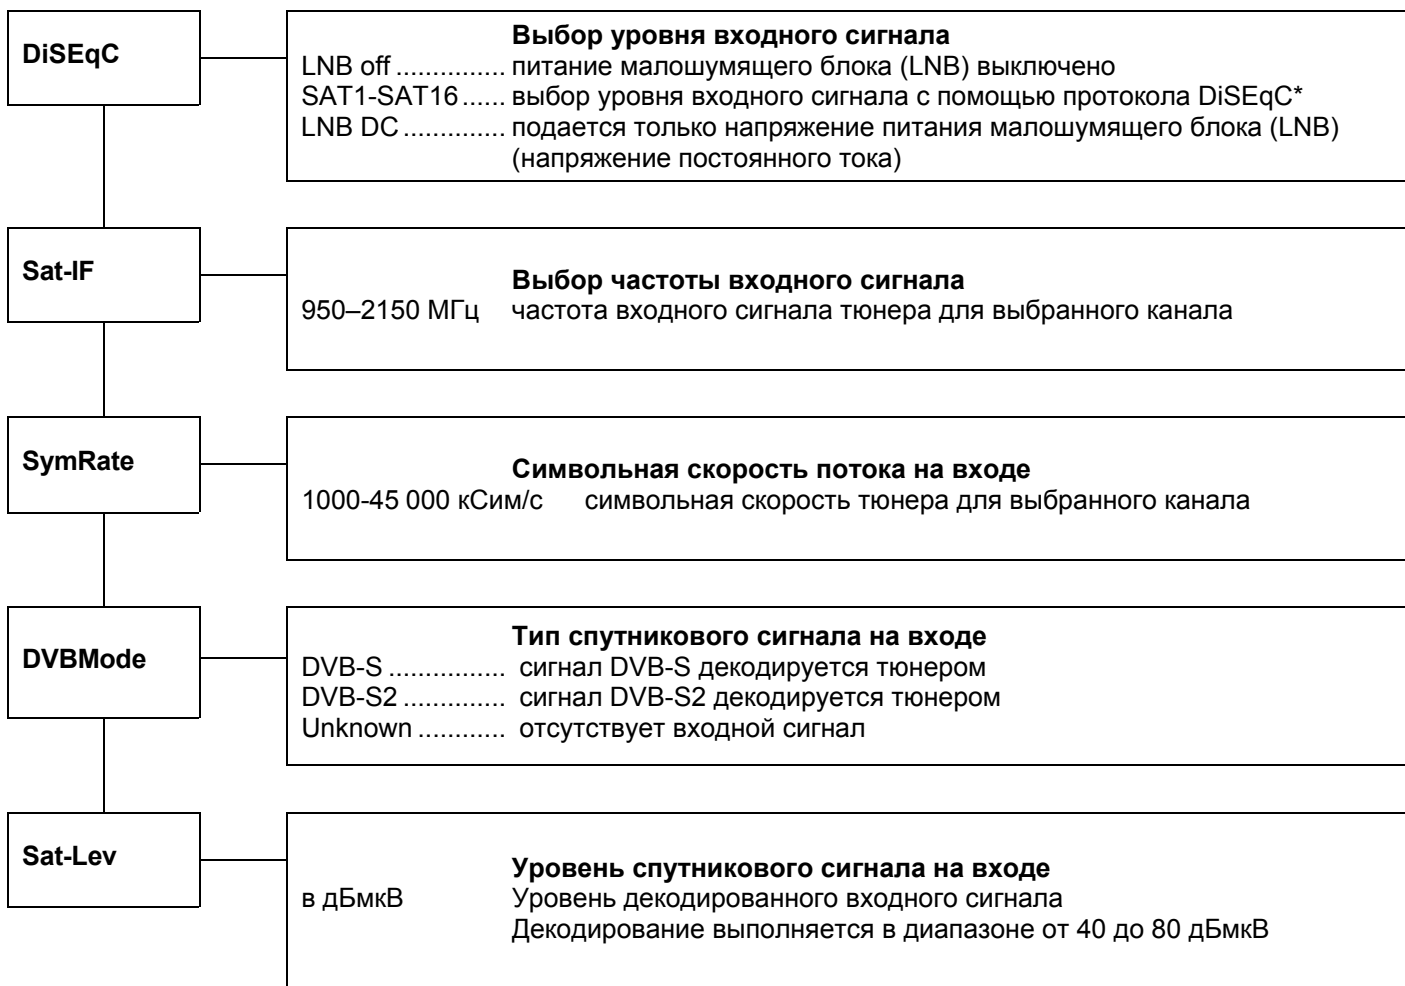 DiSEqC
Выбор уровня входного сигнала
LNB off ............... питание малошумящего блока (LNB) выключено
SAT1-SAT16 ...... выбор уровня входного сигнала с помощью протокола DiSEqC*
LNB DC .............. подается только напряжение питания малошумящего блока (LNB)
(напряжение постоянного тока)
Sat-IF
Выбор частоты входного сигнала
950–2150 МГц частота входного сигнала тюнера для выбранного канала
SymRate
Символьная скорость потока на входе
1000-45 000 кСим/с символьная скорость тюнера для выбранного канала
DVBMode
Тип спутникового сигнала на входе
DVB-S ................ сигнал DVB-S декодируется тюнером
DVB-S2 .............. сигнал DVB-S2 декодируется тюнером
Unknown ............ отсутствует входной сигнал
Sat-Lev
Уровень спутникового сигнала на входе
в дБмкВ Уровень декодированного входного сигнала
Декодирование выполняется в диапазоне от 40 до 80 дБмкВ